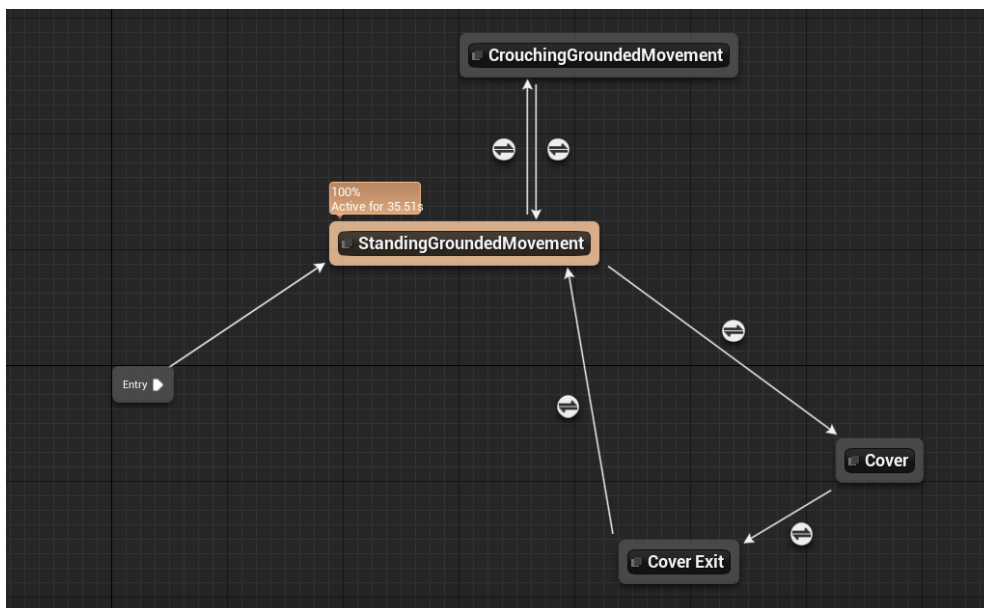 CrouchingGroundedMovement
100%
Active for 35.51s
StandingGroundedMovement
Entry
Cover
Cover Exit